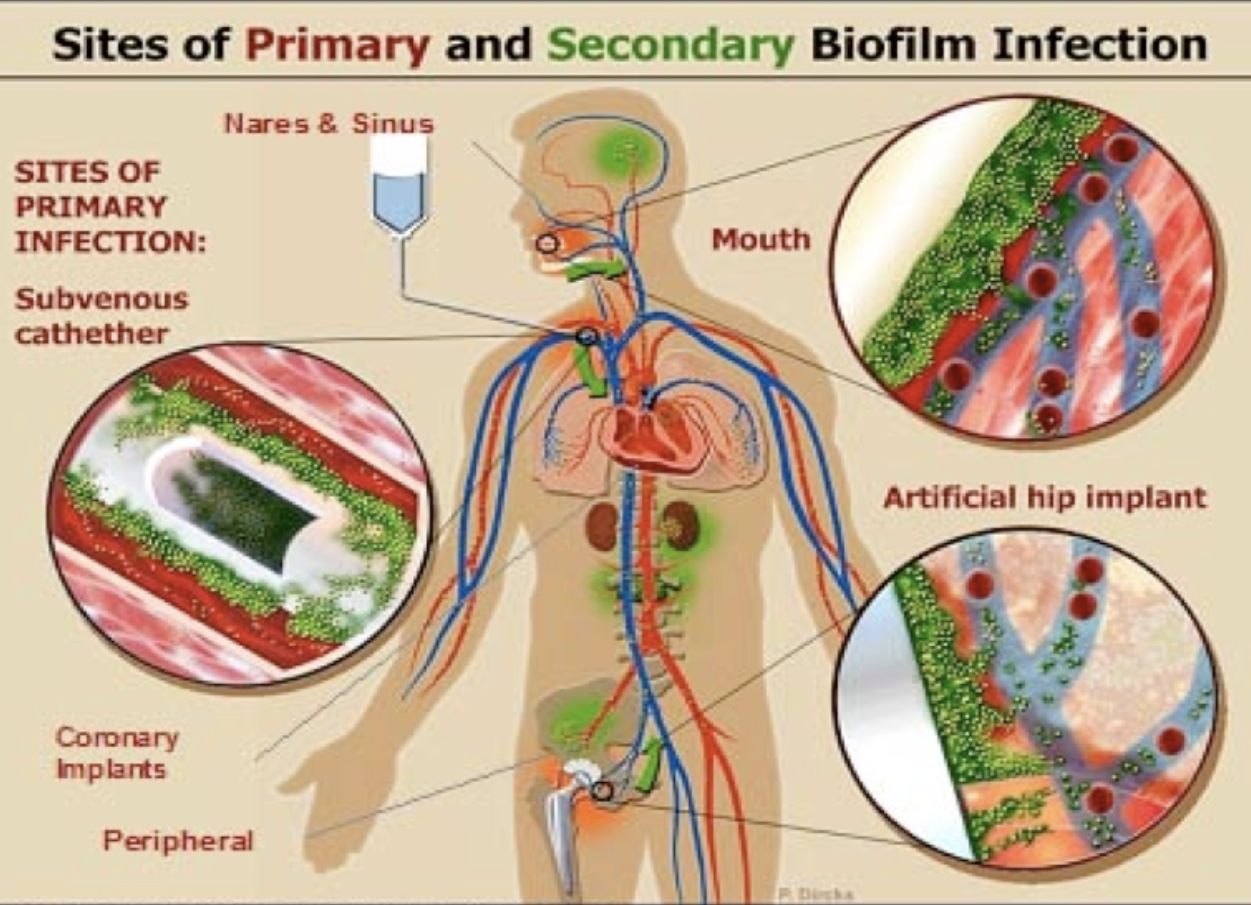 Sites of Primary and Secondary Biofilm Infection
Nares & Sinus
SITES OF
PRIMARY
INFECTION:
Subvenous
cathether
Mouth
Artificial hip implant
Coronary
Implants
Peripheral
P. Dircks